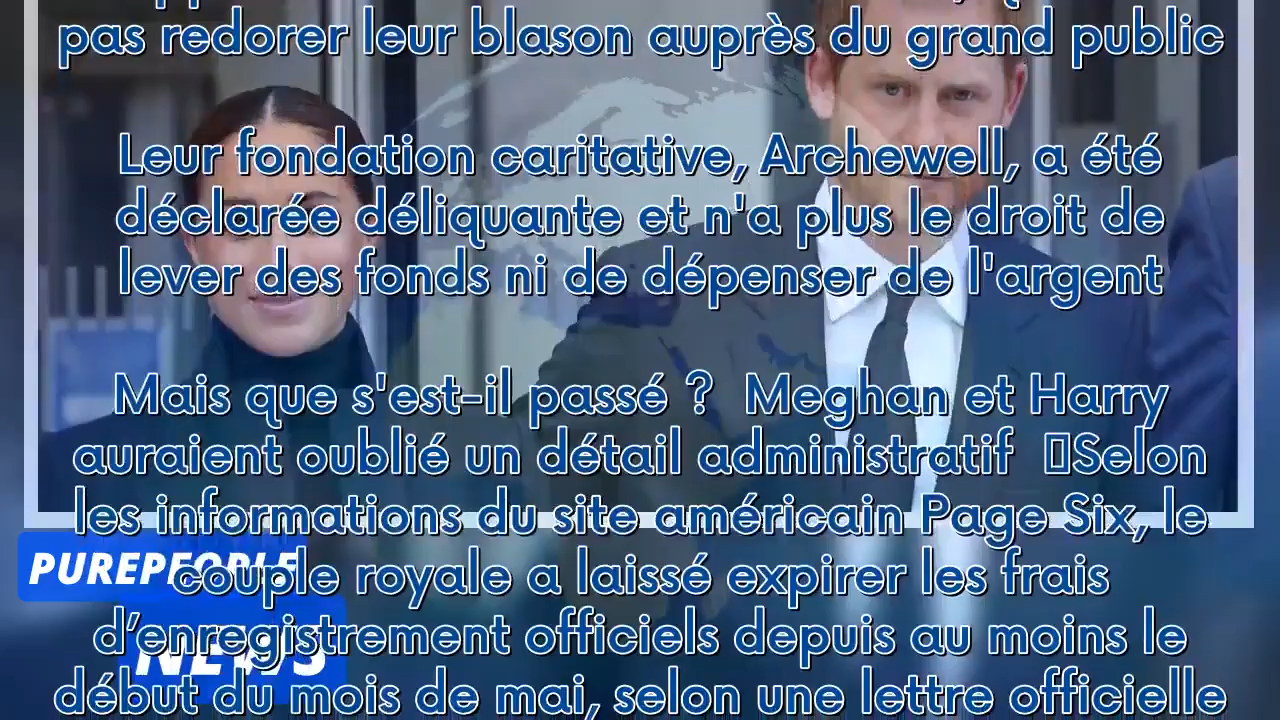 pas redorer leur blason auprès du grand public
Leur fondation caritative, Archewell, a été
déclarée déliquante et n'a plus le droit de
lever des fonds ni de dépenser de l'argent
Mais que s'est-il passé ? Meghan et Harry
auraient oublié un détail administratif Selon
les informations du site américain Page Six, le
PUREPEOPLE
couple royale a laissé expirer les frais
d’enregistrement officiels depuis au moins le
NEWS
début du mois de mai, selon une lettre officielle